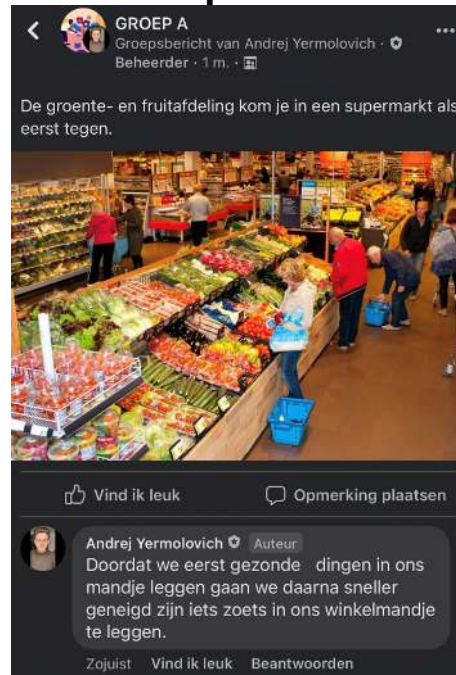 GROEP A
Groepsbericht van Andrej Yermolovich ·
Beheerder · 1 m. ·
De groente- en fruitafdeling kom je in een supermarkt als
eerst tegen.
Vind ik leuk
Opmerking plaatsen
Andrej Yermolovich Auteur
Doordat we eerst gezonde dingen in ons
mandje leggen gaan we daarna sneller
geneigd zijn iets zoets in ons winkelmandje
te leggen.
Zojuist Vind ik leuk Beantwoorden